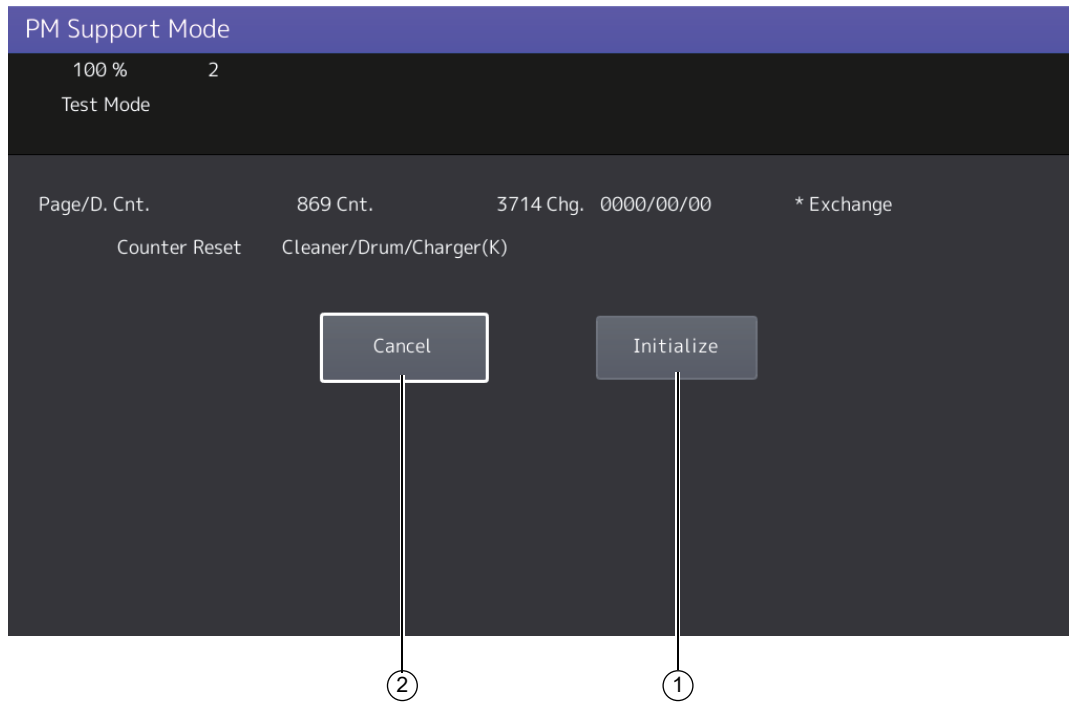 PM Support Mode
100 % 2
Test Mode
Page/D. Cnt. 869 Cnt. 3714 Chg. 0000/00/00 * Exchange
Counter Reset Cleaner/Drum/Charger(K)
Cancel Initialize
2 1